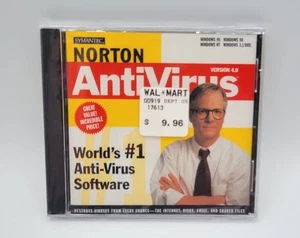 SYMANTEC.
WINDOWS 95 WINDOWS 98
WINDOWS NT WINDOWS 3.1/DOS
NORTON
AntiVirus
VERSION 4.0
WAL★MART
00919 DEPT.09
17613
$ 9.96
GREAT
VALUE!
INCREDIBLE
PRICE!
World's #1
Anti-Virus
Software
DESTROYS VIRUSES FROM EVERY SOURCE—THE INTERNET, DISKS, EMAIL, AND SHARED FILES